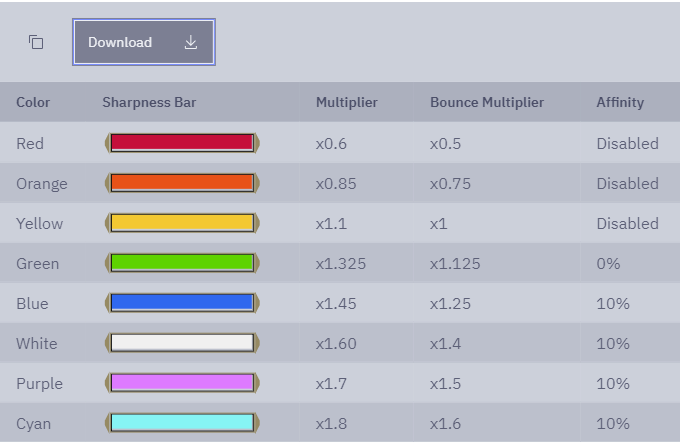 Download
Color Sharpness Bar Multiplier Bounce Multiplier Affinity
Red x0.6 x0.5 Disabled
Orange x0.85 x0.75 Disabled
Yellow x1.1 x1 Disabled
Green x1.325 x1.125 0%
Blue x1.45 x1.25 10%
White x1.60 x1.4 10%
Purple x1.7 x1.5 10%
Cyan x1.8 x1.6 10%